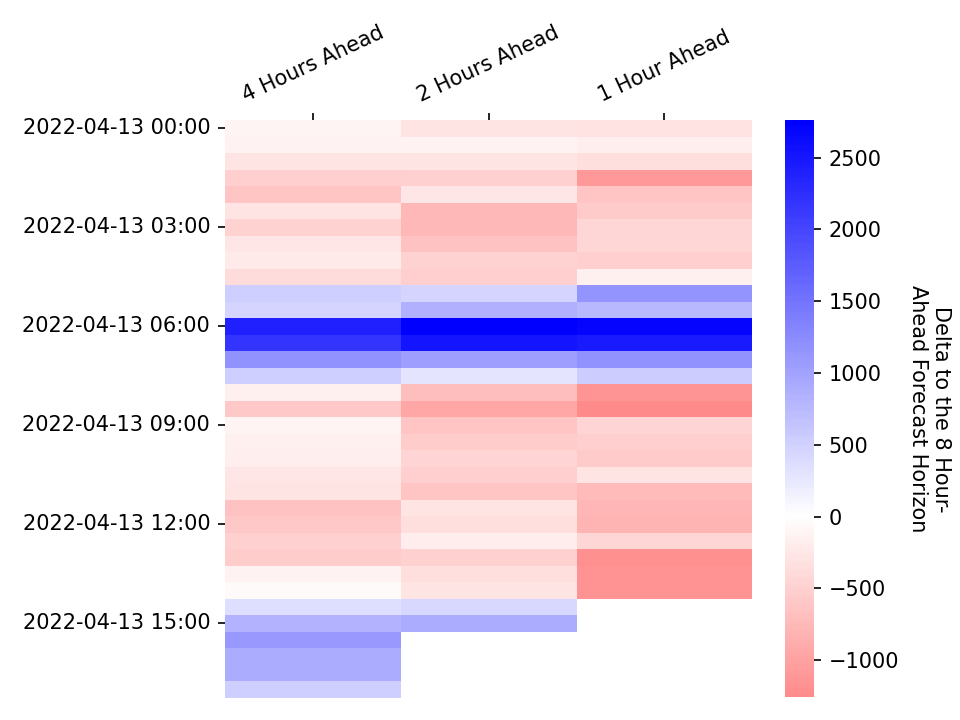 4 Hours Ahead
2 Hours Ahead
1 Hour Ahead
2022-04-13 00:00
2022-04-13 03:00
2022-04-13 06:00
2022-04-13 09:00
2022-04-13 12:00
2022-04-13 15:00
2500
2000
1500
1000
500
0
−500
−1000
Delta to the 8 Hour-
Ahead Forecast Horizon